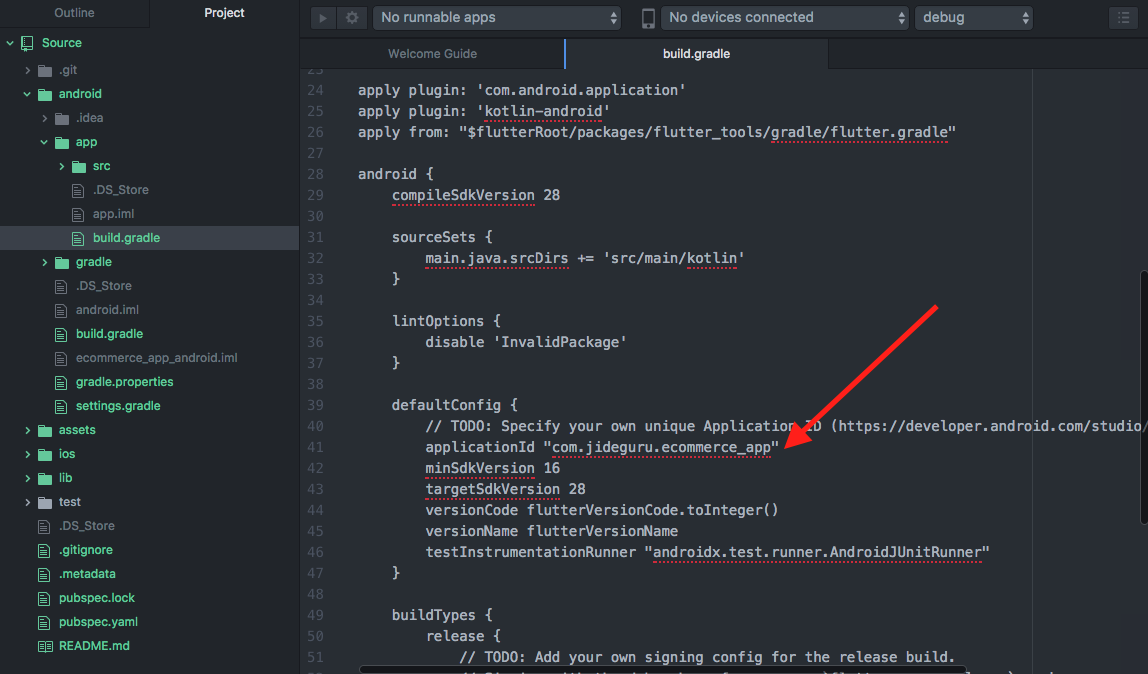 Outline
Project
Source
.git
android
.idea
app
src
.DS_Store
app.iml
build.gradle
gradle
.DS_Store
android.iml
build.gradle
ecommerce_app_android.iml
gradle.properties
settings.gradle
assets
ios
lib
test
.DS_Store
.gitignore
.metadata
pubspec.lock
pubspec.yaml
README.md
No runnable apps
No devices connected
debug
Welcome Guide
build.gradle
23
24 apply plugin: 'com.android.application'
25 apply plugin: 'kotlin-android'
26 apply from: "$flutterRoot/packages/flutter_tools/gradle/flutter.gradle"
27
28 android {
29 compileSdkVersion 28
30
31 sourceSets {
32 main.java.srcDirs += 'src/main/kotlin'
33 }
34
35 lintOptions {
36 disable 'InvalidPackage'
37 }
38
39 defaultConfig {
40 // TODO: Specify your own unique Application ID (https://developer.android.com/studio/
41 applicationId "com.jideguru.ecommerce_app"
42 minSdkVersion 16
43 targetSdkVersion 28
44 versionCode flutterVersionCode.toInteger()
45 versionName flutterVersionName
46 testInstrumentationRunner "androidx.test.runner.AndroidJUnitRunner"
47 }
48
49 buildTypes {
50 release {
51 // TODO: Add your own signing config for the release build.